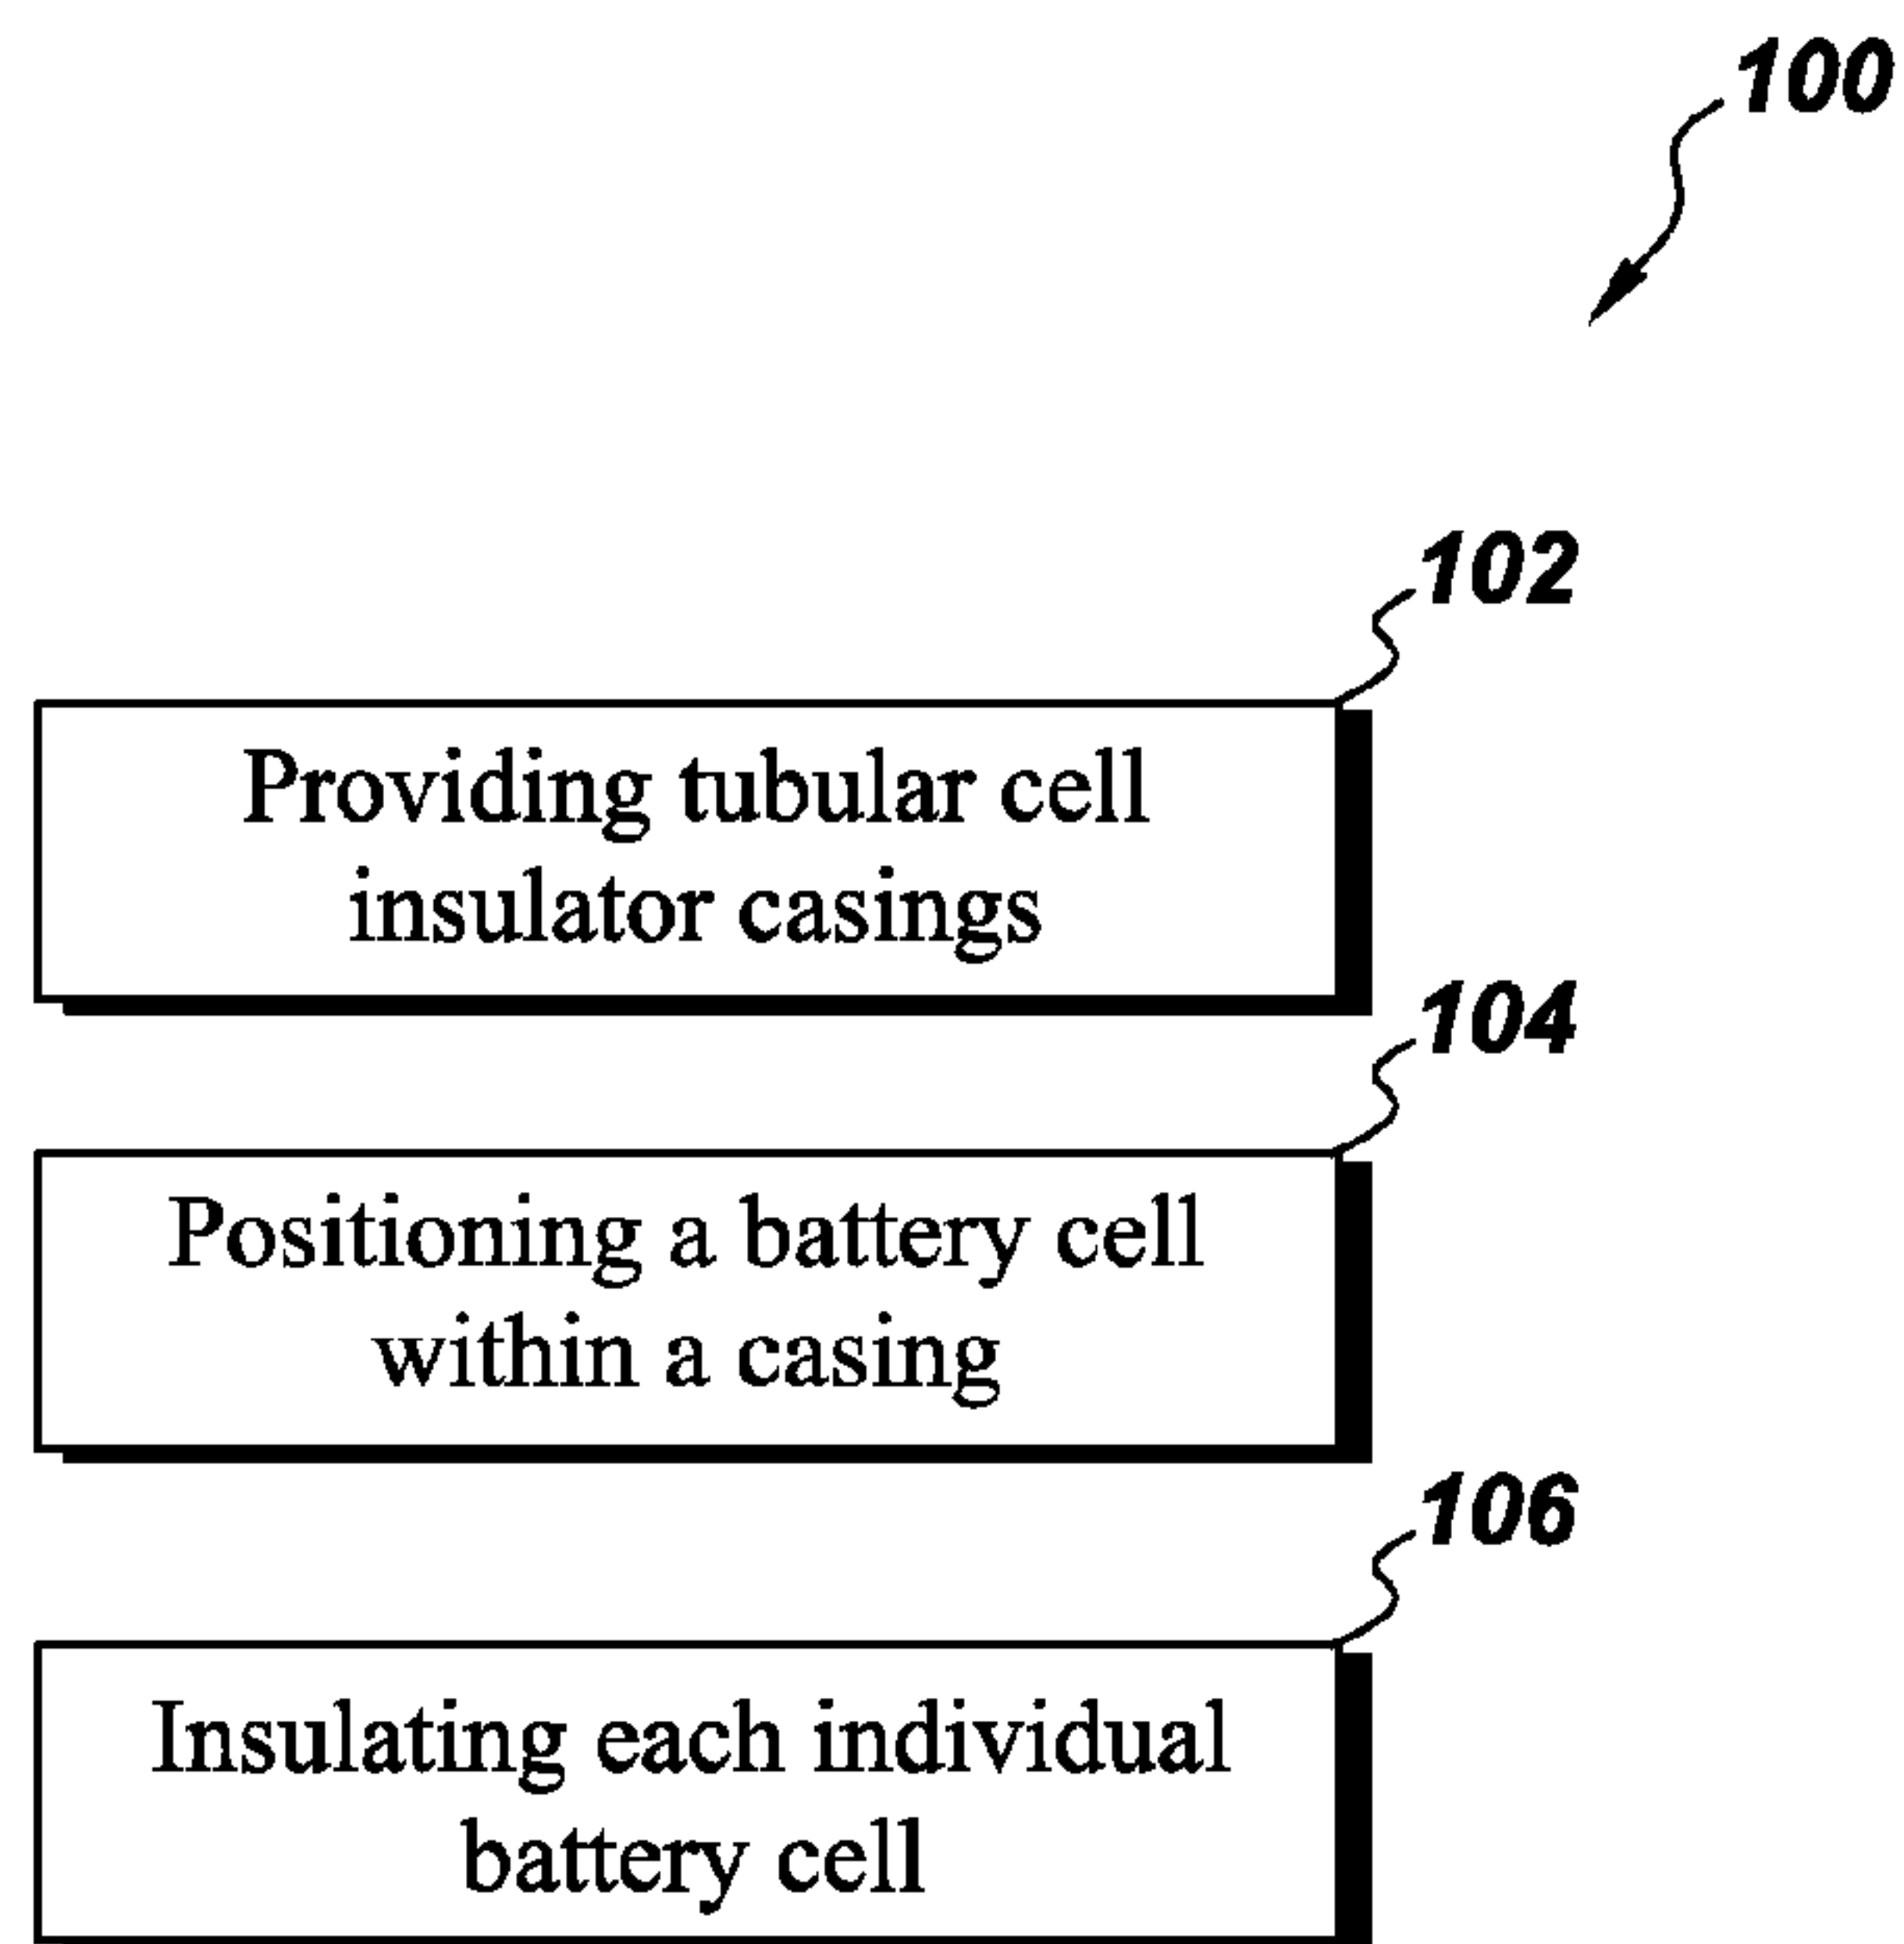 100
102
Providing tubular cell
insulator casings
104
Positioning a battery cell
within a casing
106
Insulating each individual
battery cell